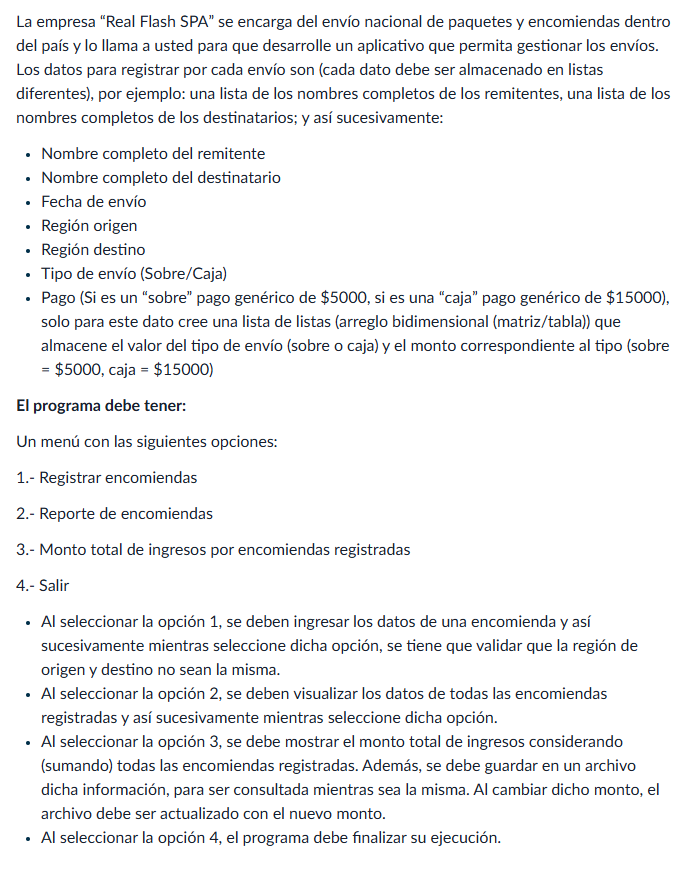 La empresa “Real Flash SPA” se encarga del envío nacional de paquetes y encomiendas dentro
del país y lo llama a usted para que desarrolle un aplicativo que permita gestionar los envíos.
Los datos para registrar por cada envío son (cada dato debe ser almacenado en listas
diferentes), por ejemplo: una lista de los nombres completos de los remitentes, una lista de los
nombres completos de los destinatarios; y así sucesivamente:
• Nombre completo del remitente
• Nombre completo del destinatario
• Fecha de envío
• Región origen
• Región destino
• Tipo de envío (Sobre/Caja)
• Pago (Si es un “sobre” pago genérico de $5000, si es una “caja” pago genérico de $15000),
solo para este dato cree una lista de listas (arreglo bidimensional (matriz/tabla)) que
almacene el valor del tipo de envío (sobre o caja) y el monto correspondiente al tipo (sobre
= $5000, caja = $15000)
El programa debe tener:
Un menú con las siguientes opciones:
1.- Registrar encomiendas
2.- Reporte de encomiendas
3.- Monto total de ingresos por encomiendas registradas
4.- Salir
• Al seleccionar la opción 1, se deben ingresar los datos de una encomienda y así
sucesivamente mientras seleccione dicha opción, se tiene que validar que la región de
origen y destino no sean la misma.
• Al seleccionar la opción 2, se deben visualizar los datos de todas las encomiendas
registradas y así sucesivamente mientras seleccione dicha opción.
• Al seleccionar la opción 3, se debe mostrar el monto total de ingresos considerando
(sumando) todas las encomiendas registradas. Además, se debe guardar en un archivo
dicha información, para ser consultada mientras sea la misma. Al cambiar dicho monto, el
archivo debe ser actualizado con el nuevo monto.
• Al seleccionar la opción 4, el programa debe finalizar su ejecución.